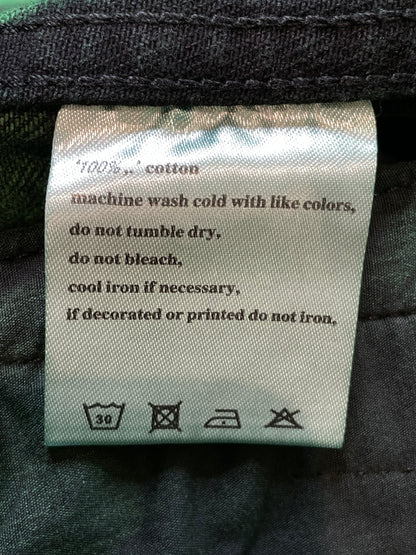 ‘100% „’ cotton
machine wash cold with like colors,
do not tumble dry,
do not bleach,
cool iron if necessary,
if decorated or printed do not iron,
30